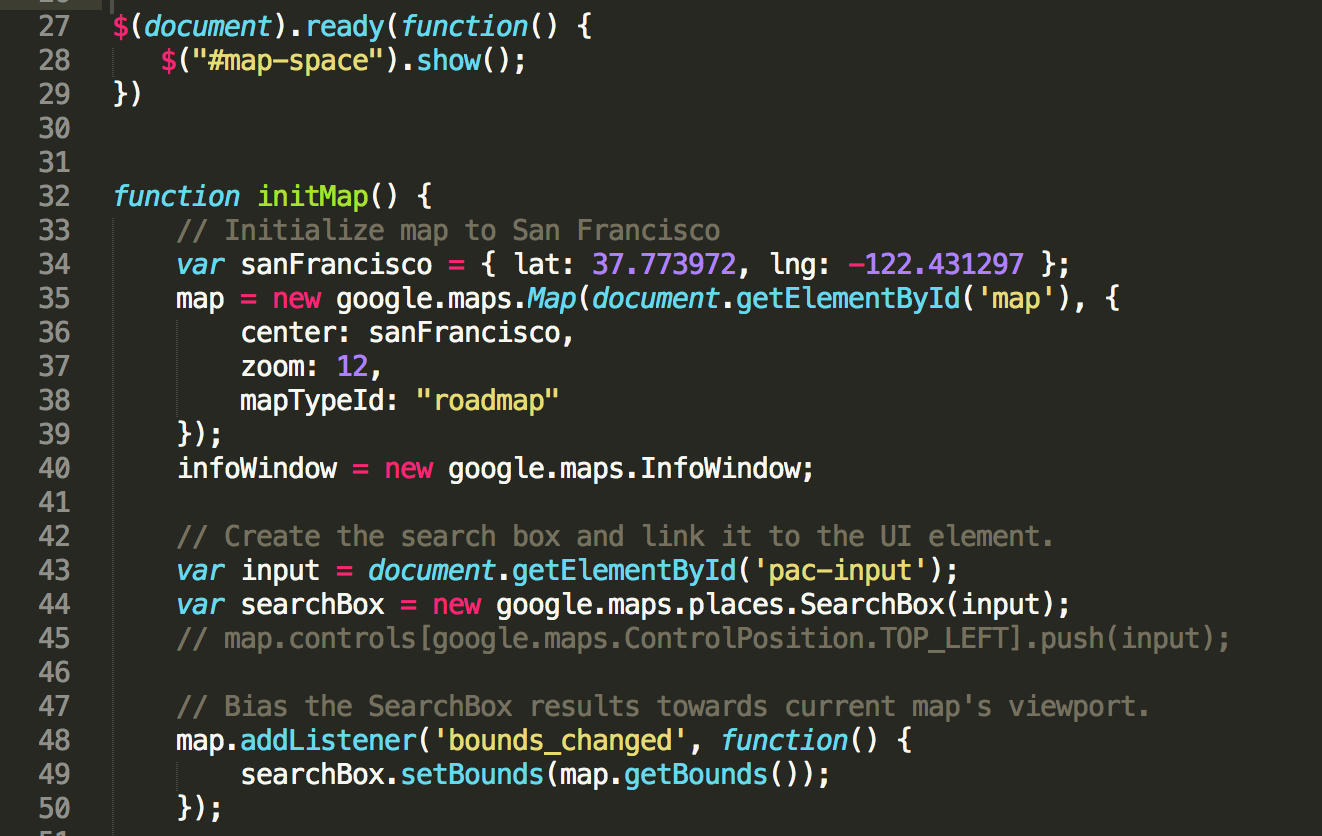 27 $(document).ready(function() {
28    $("#map-space").show();
29 })
30
31
32 function initMap() {
33     // Initialize map to San Francisco
34     var sanFrancisco = { lat: 37.773972, lng: -122.431297 };
35     map = new google.maps.Map(document.getElementById('map'), {
36         center: sanFrancisco,
37         zoom: 12,
38         mapTypeId: "roadmap"
39     });
40     infoWindow = new google.maps.InfoWindow;
41
42     // Create the search box and link it to the UI element.
43     var input = document.getElementById('pac-input');
44     var searchBox = new google.maps.places.SearchBox(input);
45     // map.controls[google.maps.ControlPosition.TOP_LEFT].push(input);
46
47     // Bias the SearchBox results towards current map's viewport.
48     map.addListener('bounds_changed', function() {
49         searchBox.setBounds(map.getBounds());
50     });